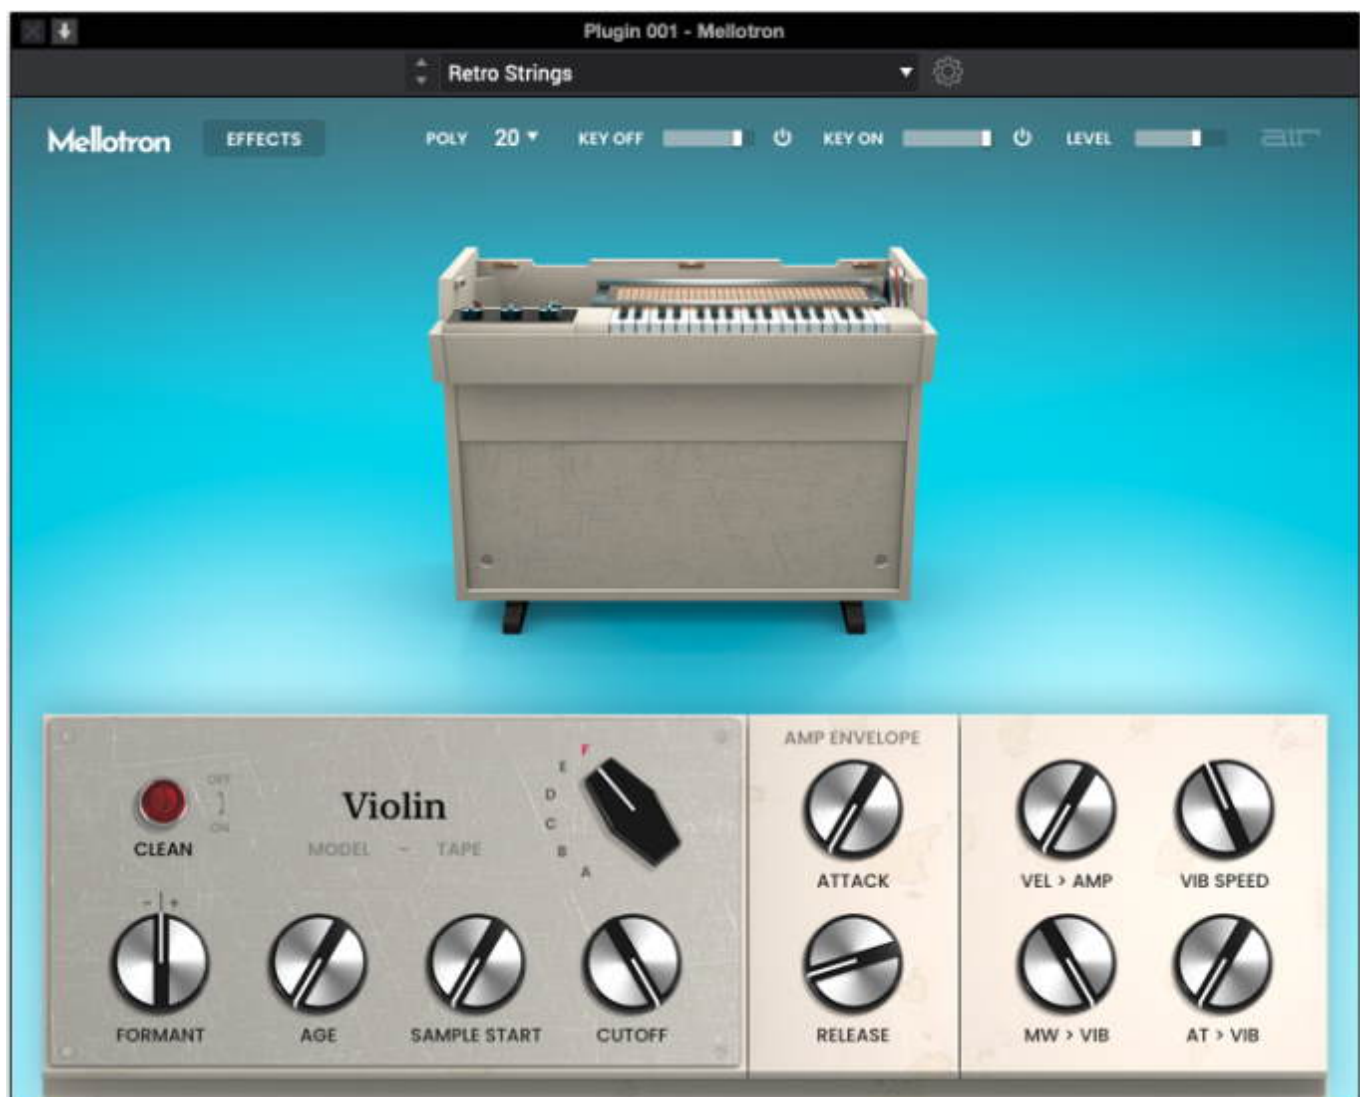 Plugin 001 - Mellotron
Retro Strings
Mellotron EFFECTS POLY 20 KEY OFF KEY ON LEVEL air
AMP ENVELOPE
F
E
D
C
B
A
OFF
ON
CLEAN
Violin
MODEL - TAPE
ATTACK VEL > AMP VIB SPEED
- +
FORMANT AGE SAMPLE START CUTOFF RELEASE MW > VIB AT > VIB